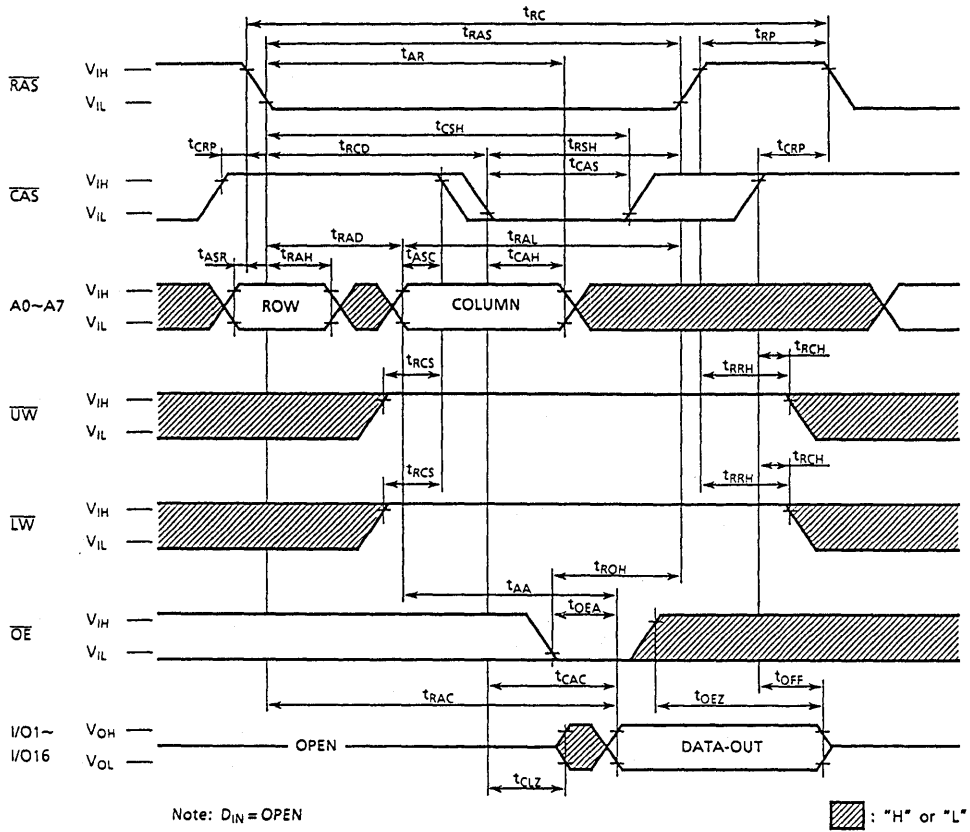 tRC
tRAS
tRP
tAR
RAS
VIH
VIL
tCSH
tCRP
tRCD
tRSH
tCRP
tCAS
CAS
VIH
VIL
tRAD
tRAL
tASR
tRAH
tASC
tCAH
A0~A7
VIH
VIL
ROW
COLUMN
tRCH
tRCS
tRRH
UW
VIH
VIL
tRCH
tRCS
tRRH
LW
VIH
VIL
tROH
tAA
tOEA
OE
VIH
VIL
tCAC
tOFF
tRAC
tOEZ
I/O1~
I/O16
VOH
VOL
OPEN
DATA-OUT
tCLZ
Note: DIN = OPEN
: "H" or "L"